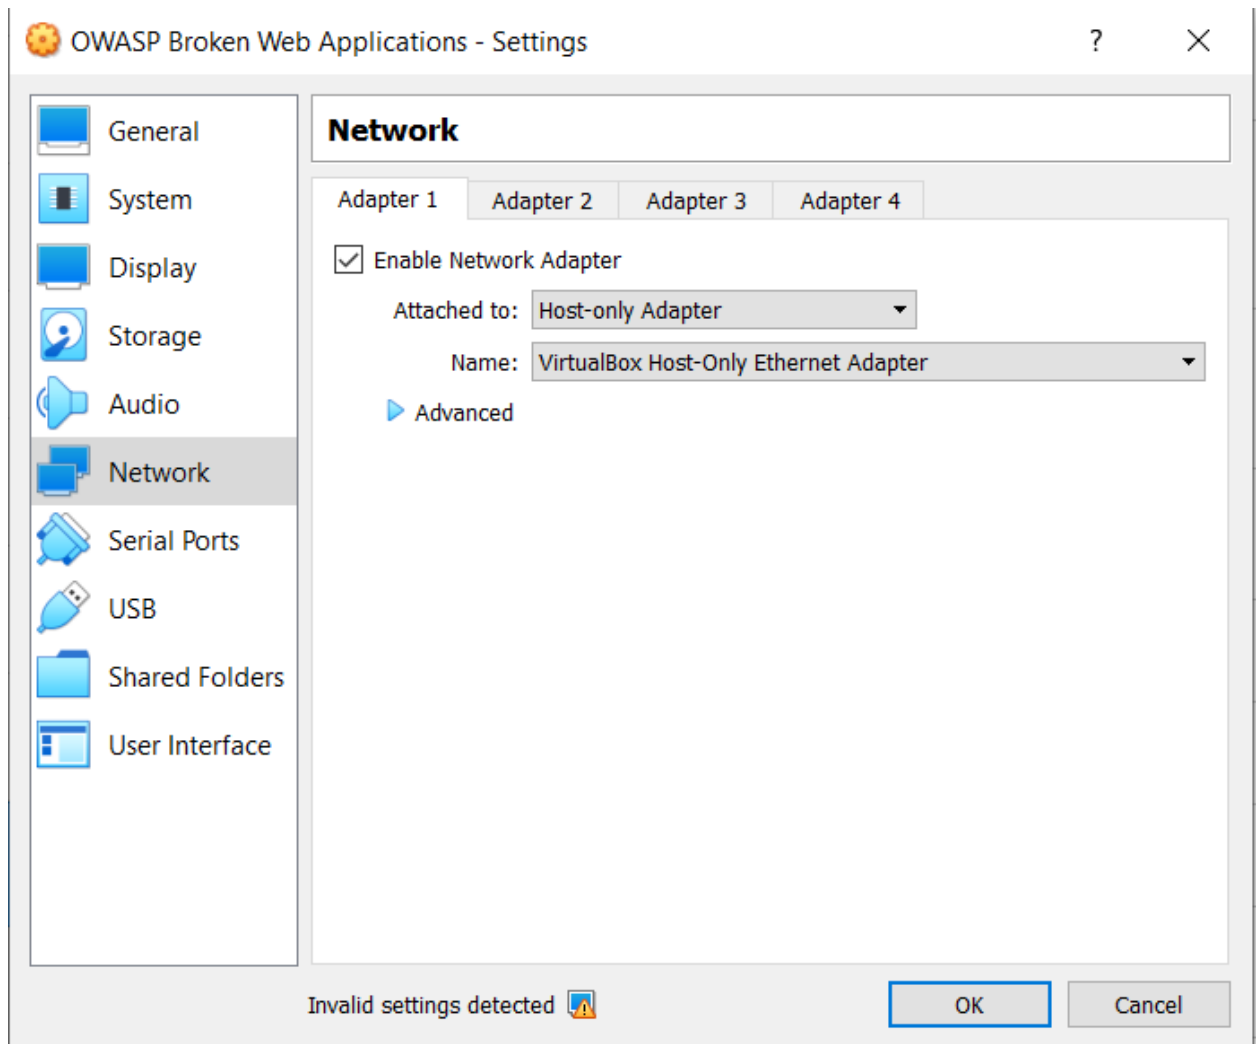 OWASP Broken Web Applications - Settings
?
General
System
Display
Storage
Audio
Network
Serial Ports
USB
Shared Folders
User Interface
Network
Adapter 1 Adapter 2 Adapter 3 Adapter 4
Enable Network Adapter
Attached to: Host-only Adapter
Name: VirtualBox Host-Only Ethernet Adapter
Advanced
Invalid settings detected
OK Cancel